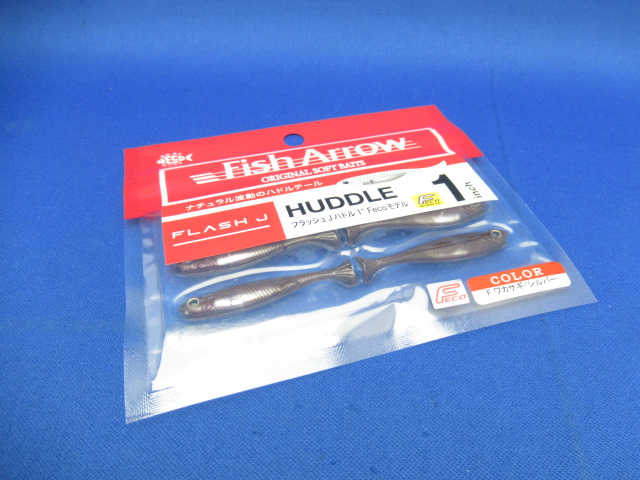 Fish Arrow
ORIGINAL SOFT BAITS
ナチュラル波動のハドルテール
FLASH J
HUDDLE
フラッシュJハドル1" Fecoモデル
Feco
1
inch
Feco
COLOR
F ワカサギ/シルバー